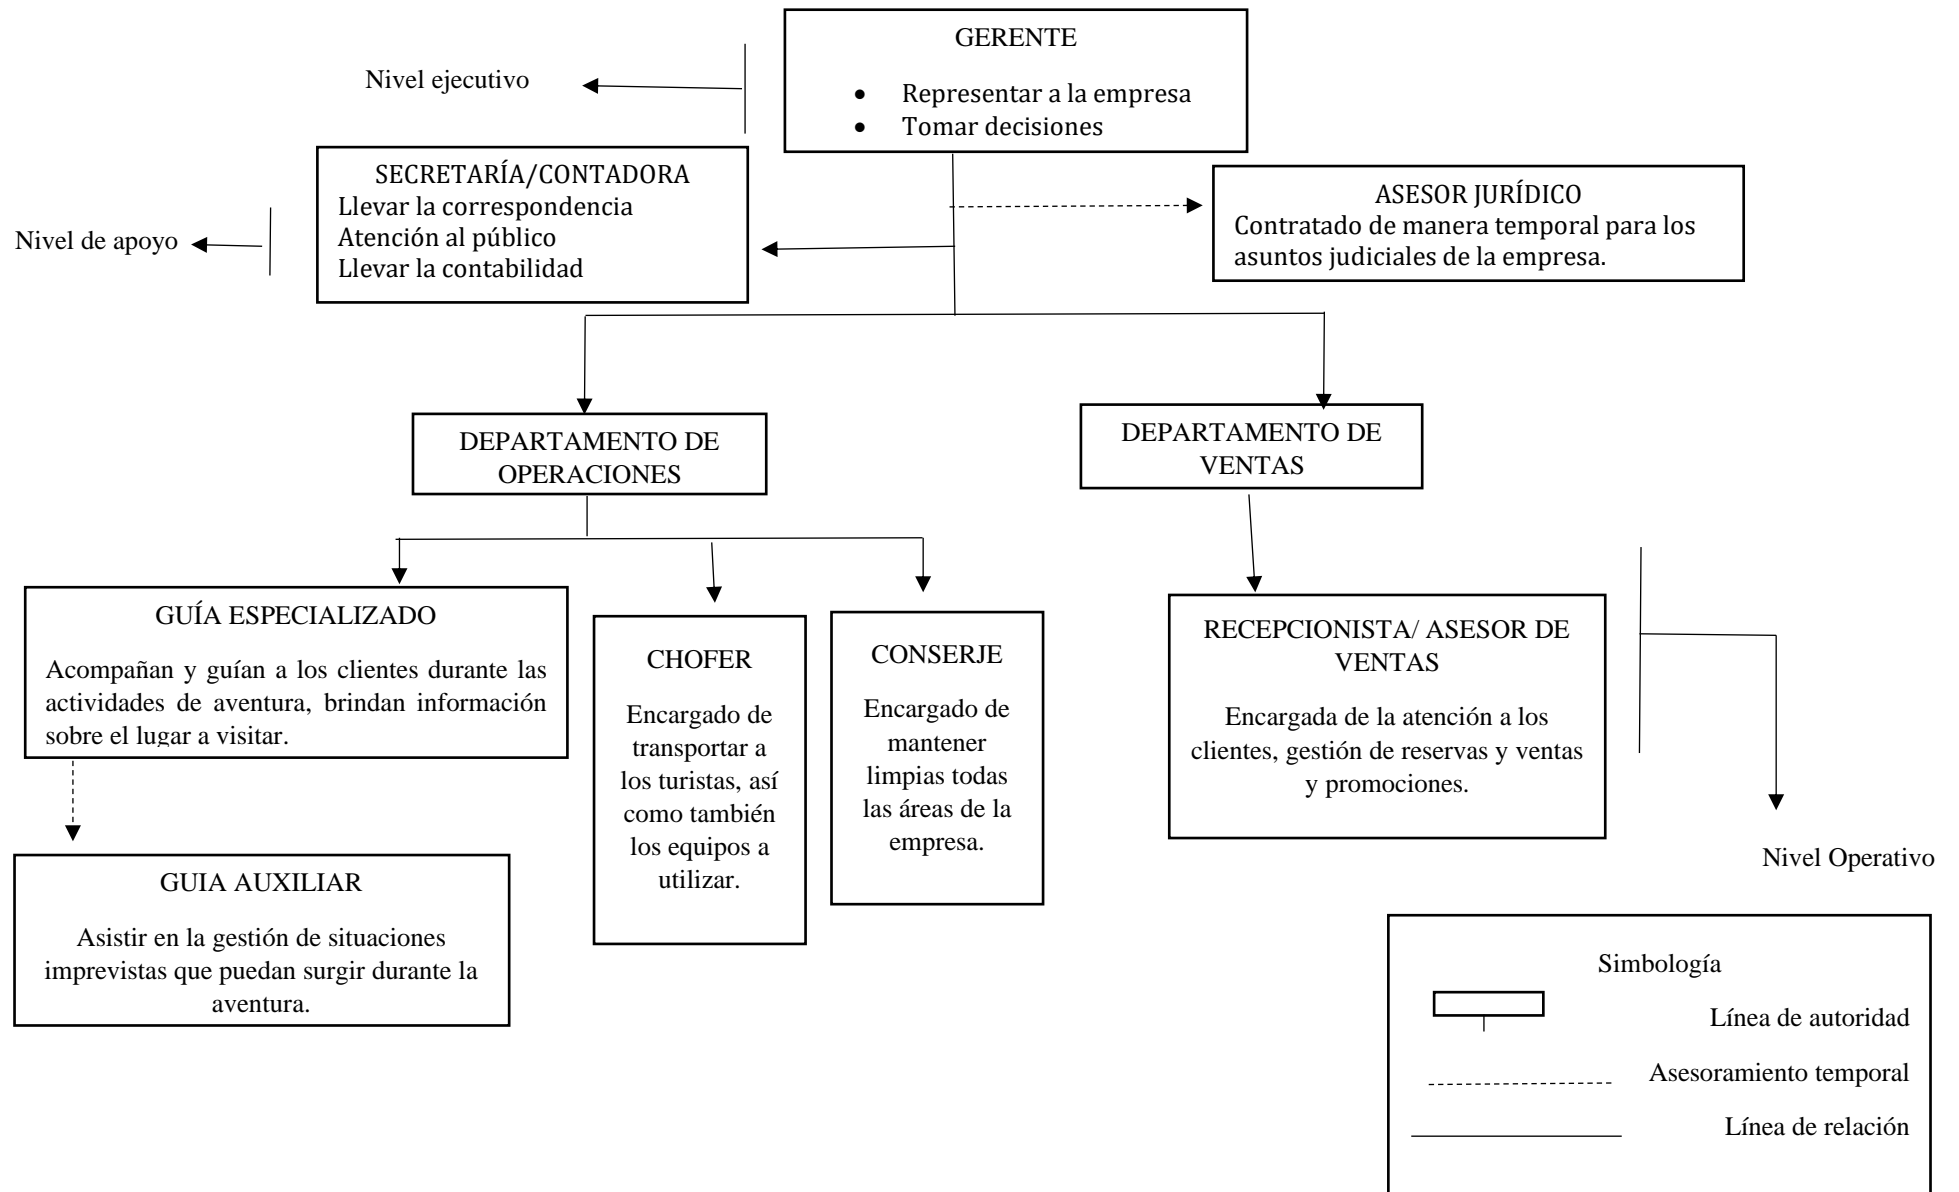 GERENTE
• Representar a la empresa
• Tomar decisiones
Nivel ejecutivo
SECRETARÍA/CONTADORA
Llevar la correspondencia
Atención al público
Llevar la contabilidad
Nivel de apoyo
ASESOR JURÍDICO
Contratado de manera temporal para los
asuntos judiciales de la empresa.
DEPARTAMENTO DE
OPERACIONES
DEPARTAMENTO DE
VENTAS
GUÍA ESPECIALIZADO
Acompañan y guían a los clientes durante las
actividades de aventura, brindan información
sobre el lugar a visitar.
CHOFER
Encargado de
transportar a
los turistas, así
como también
los equipos a
utilizar.
CONSERJE
Encargado de
mantener
limpias todas
las áreas de la
empresa.
RECEPCIONISTA/ ASESOR DE
VENTAS
Encargada de la atención a los
clientes, gestión de reservas y ventas
y promociones.
Nivel Operativo
GUIA AUXILIAR
Asistir en la gestión de situaciones
imprevistas que puedan surgir durante la
aventura.
Simbología
Línea de autoridad
Asesoramiento temporal
Línea de relación